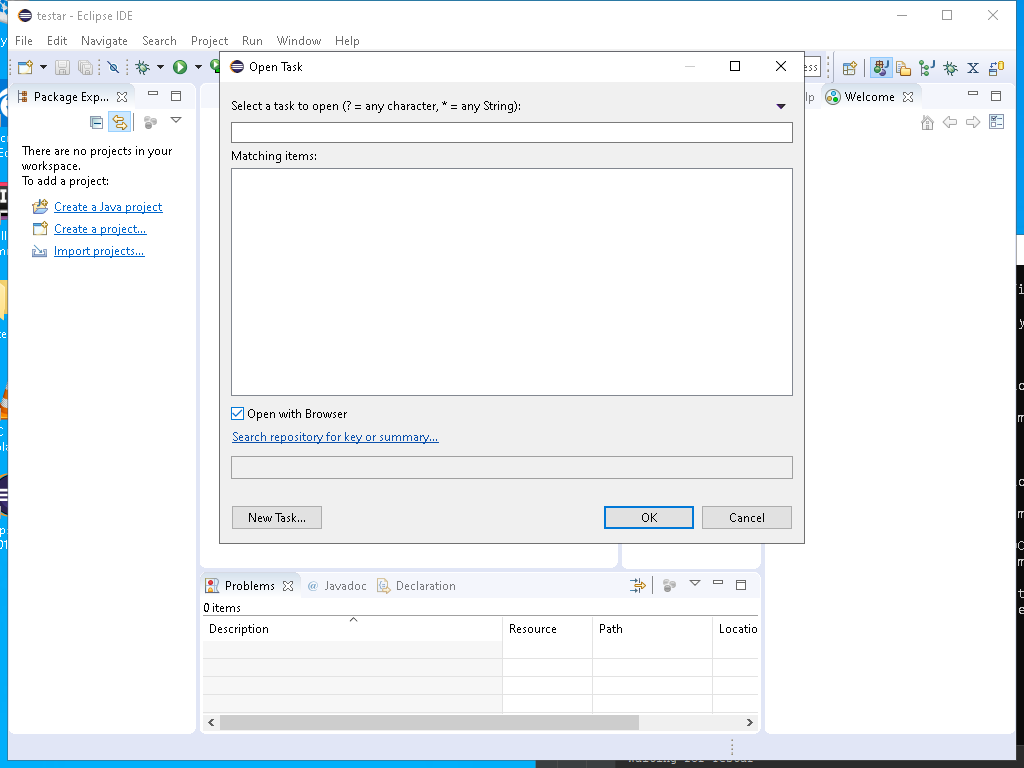 testar - Eclipse IDE
File Edit Navigate Search Project Run Window Help
Open Task
Package Exp...
Welcome
There are no projects in your
workspace.
To add a project:
Create a Java project
Create a project...
Import projects...
Select a task to open (? = any character, * = any String):
Matching items:
Open with Browser
Search repository for key or summary...
New Task...
OK
Cancel
Problems
@ Javadoc
Declaration
0 items
Description Resource Path Locatio